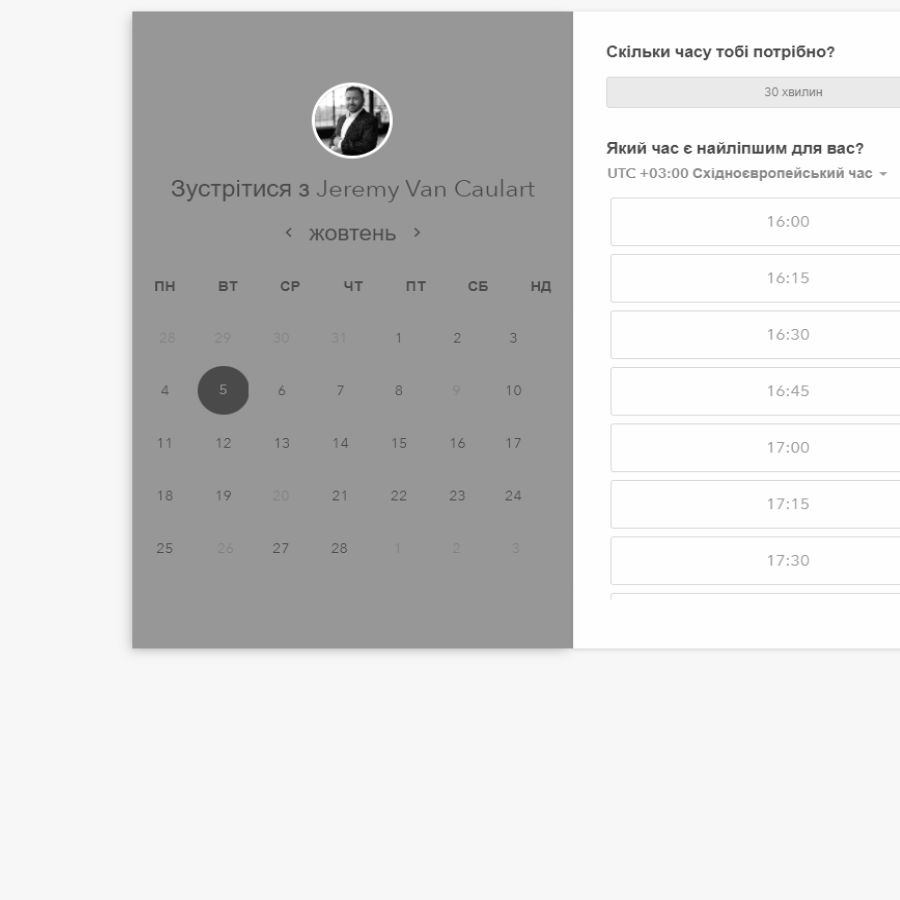 Зустрітися з Jeremy Van Caulart
жовтень
ПН ВТ СР ЧТ ПТ СБ НД
28 29 30 31 1 2 3
4 5 6 7 8 9 10
11 12 13 14 15 16 17
18 19 20 21 22 23 24
25 26 27 28 1 2 3
Скільки часу тобі потрібно?
30 хвилин
Який час є найліпшим для вас?
UTC +03:00 Східноєвропейський час
16:00
16:15
16:30
16:45
17:00
17:15
17:30